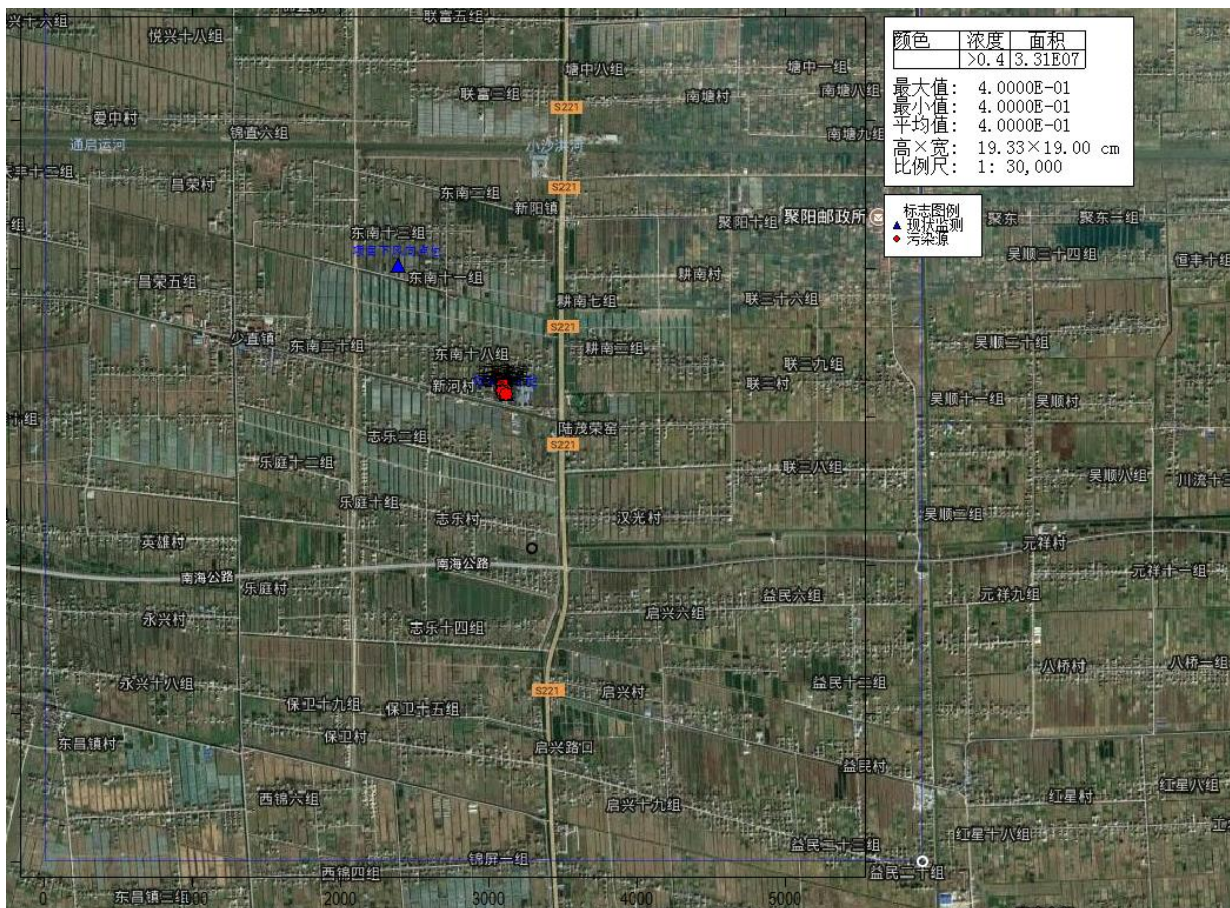 兴十六组
悦兴十八组
联富五组
塘中八组
塘中一组
联富三组
南塘村
南塘八组
S221
爱中村
锦直六组
南塘九组
通启运河
小沙洪河
昌荣村
东南二组
S221
新阳镇
聚阳十组
聚阳邮政所
聚东一组
东南十三组
东南十一组
昌荣五组
耕南村
吴顺三十四组
恒丰十组
耕南七组
联三十六组
S221
少直镇
东南二十组
东南十八组
耕南二组
联三九组
吴顺二十组
新河村
联三村
吴顺十一组
吴顺村
陆茂荣窑
志乐二组
S221
乐庭十二组
联三八组
吴顺八组
乐庭十组
志乐村
汉光村
吴顺二组
英雄村
元祥村
南海公路
南海公路
乐庭村
元祥十一组
益民六组
元祥九组
永兴村
志乐十四组
启兴六组
八桥村
八桥一组
永兴十八组
S221
启兴村
益民十二组
保卫十九组
保卫十五组
保卫村
东昌镇村
启兴路口
益民村
西锦六组
启兴十九组
红星村
红星八组
红星十八组
益民二十三组
锦屏一组
西锦四组
益民二十组
东昌镇三组
0
2000
3000
4000
5000
颜色 浓度 面积
>0.4 3.31E07
最大值: 4.0000E-01
最小值: 4.0000E-01
平均值: 4.0000E-01
高×宽: 19.33×19.00 cm
比例尺: 1: 30,000
标志图例
现状监测
污染源